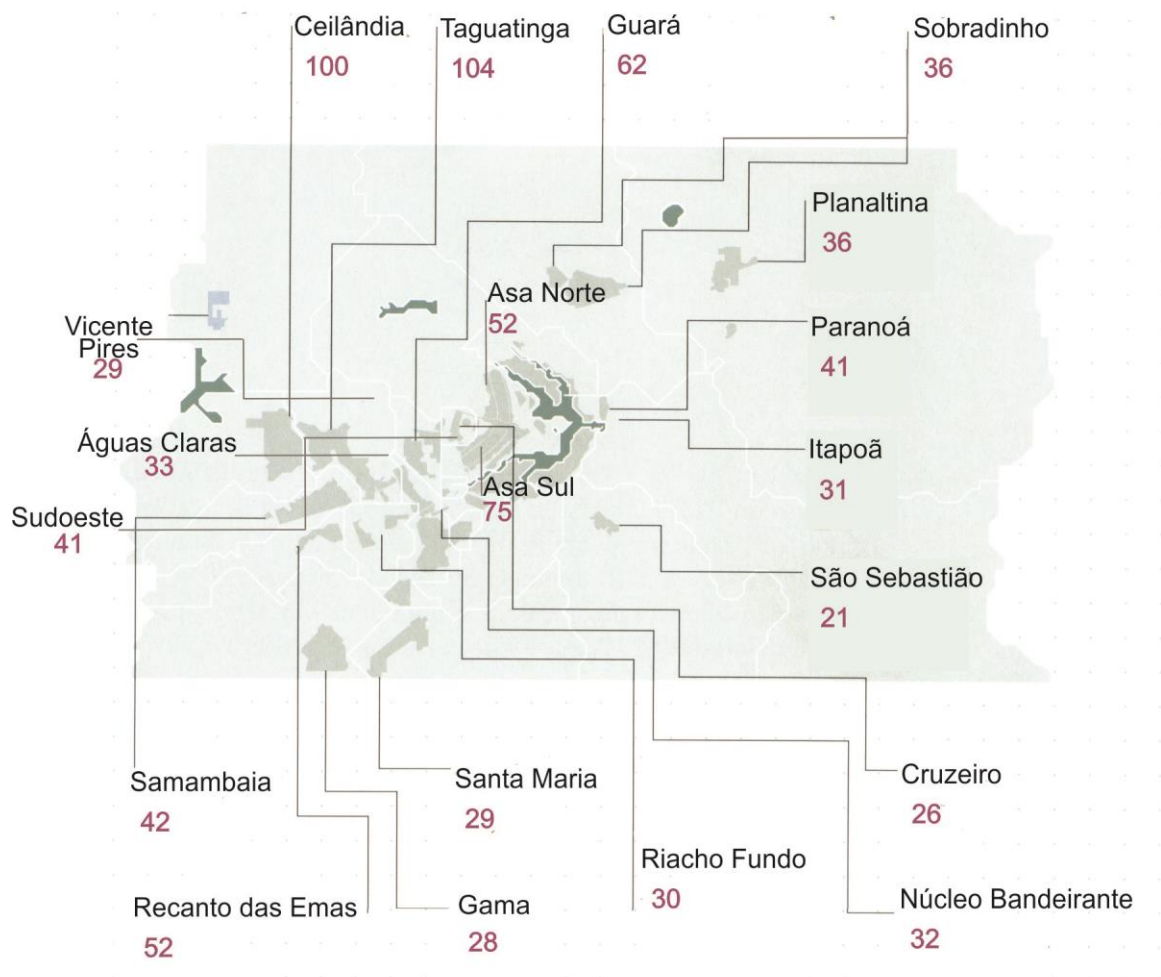 Ceilândia
100
Taguatinga
104
Guará
62
Sobradinho
36
Planaltina
36
Asa Norte
52
Vicente
Pires
29
Paranoá
41
Águas Claras
33
Itapoã
31
Asa Sul
75
Sudoeste
41
São Sebastião
21
Samambaia
42
Santa Maria
29
Cruzeiro
26
Riacho Fundo
30
Recanto das Emas
52
Gama
28
Núcleo Bandeirante
32